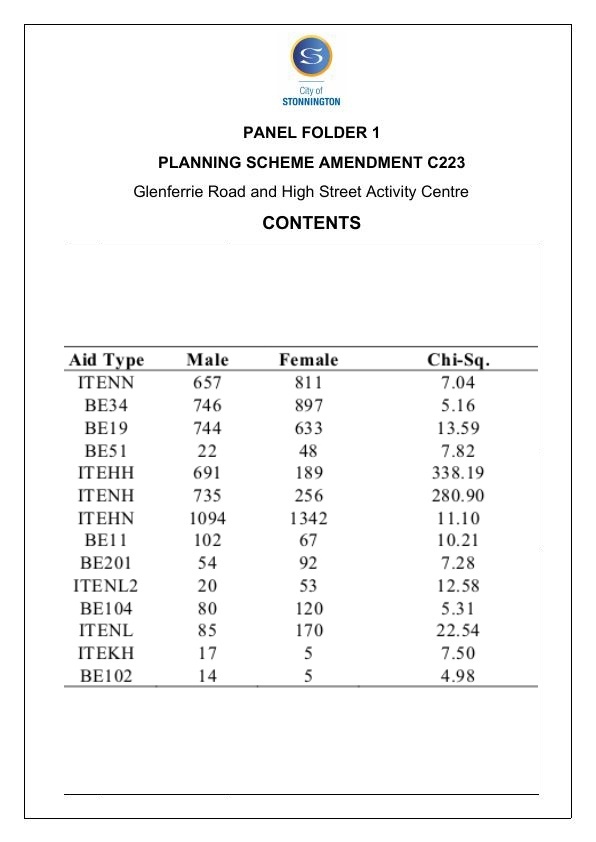 S
City of
STONNINGTON
PANEL FOLDER 1
PLANNING SCHEME AMENDMENT C223
Glenferrie Road and High Street Activity Centre
CONTENTS
Aid Type Male Female Chi-Sq.
ITENN 657 811 7.04
BE34 746 897 5.16
BE19 744 633 13.59
BE51 22 48 7.82
ITEHH 691 189 338.19
ITENH 735 256 280.90
ITEHN 1094 1342 11.10
BE11 102 67 10.21
BE201 54 92 7.28
ITENL2 20 53 12.58
BE104 80 120 5.31
ITENL 85 170 22.54
ITEKH 17 5 7.50
BE102 14 5 4.98